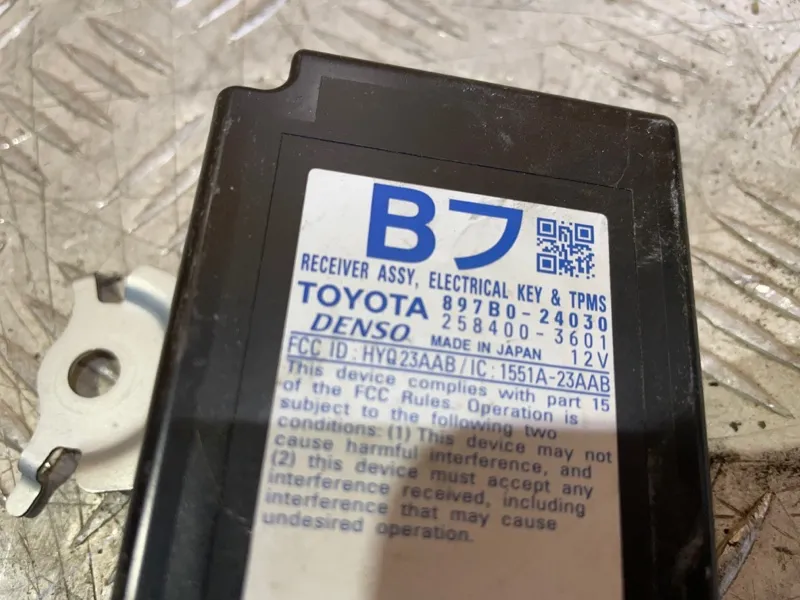 Bフ
RECEIVER ASSY, ELECTRICAL KEY & TPMS
TOYOTA 897B0-24030
DENSO 258400-3601
MADE IN JAPAN 12V
FCC ID : HYQ23AAB / IC : 1551A-23AAB
This device complies with part 15
of the FCC Rules. Operation is
subject to the following two
conditions: (1) This device may not
cause harmful interference, and
(2) this device must accept any
interference received, including
interference that may cause
undesired operation.